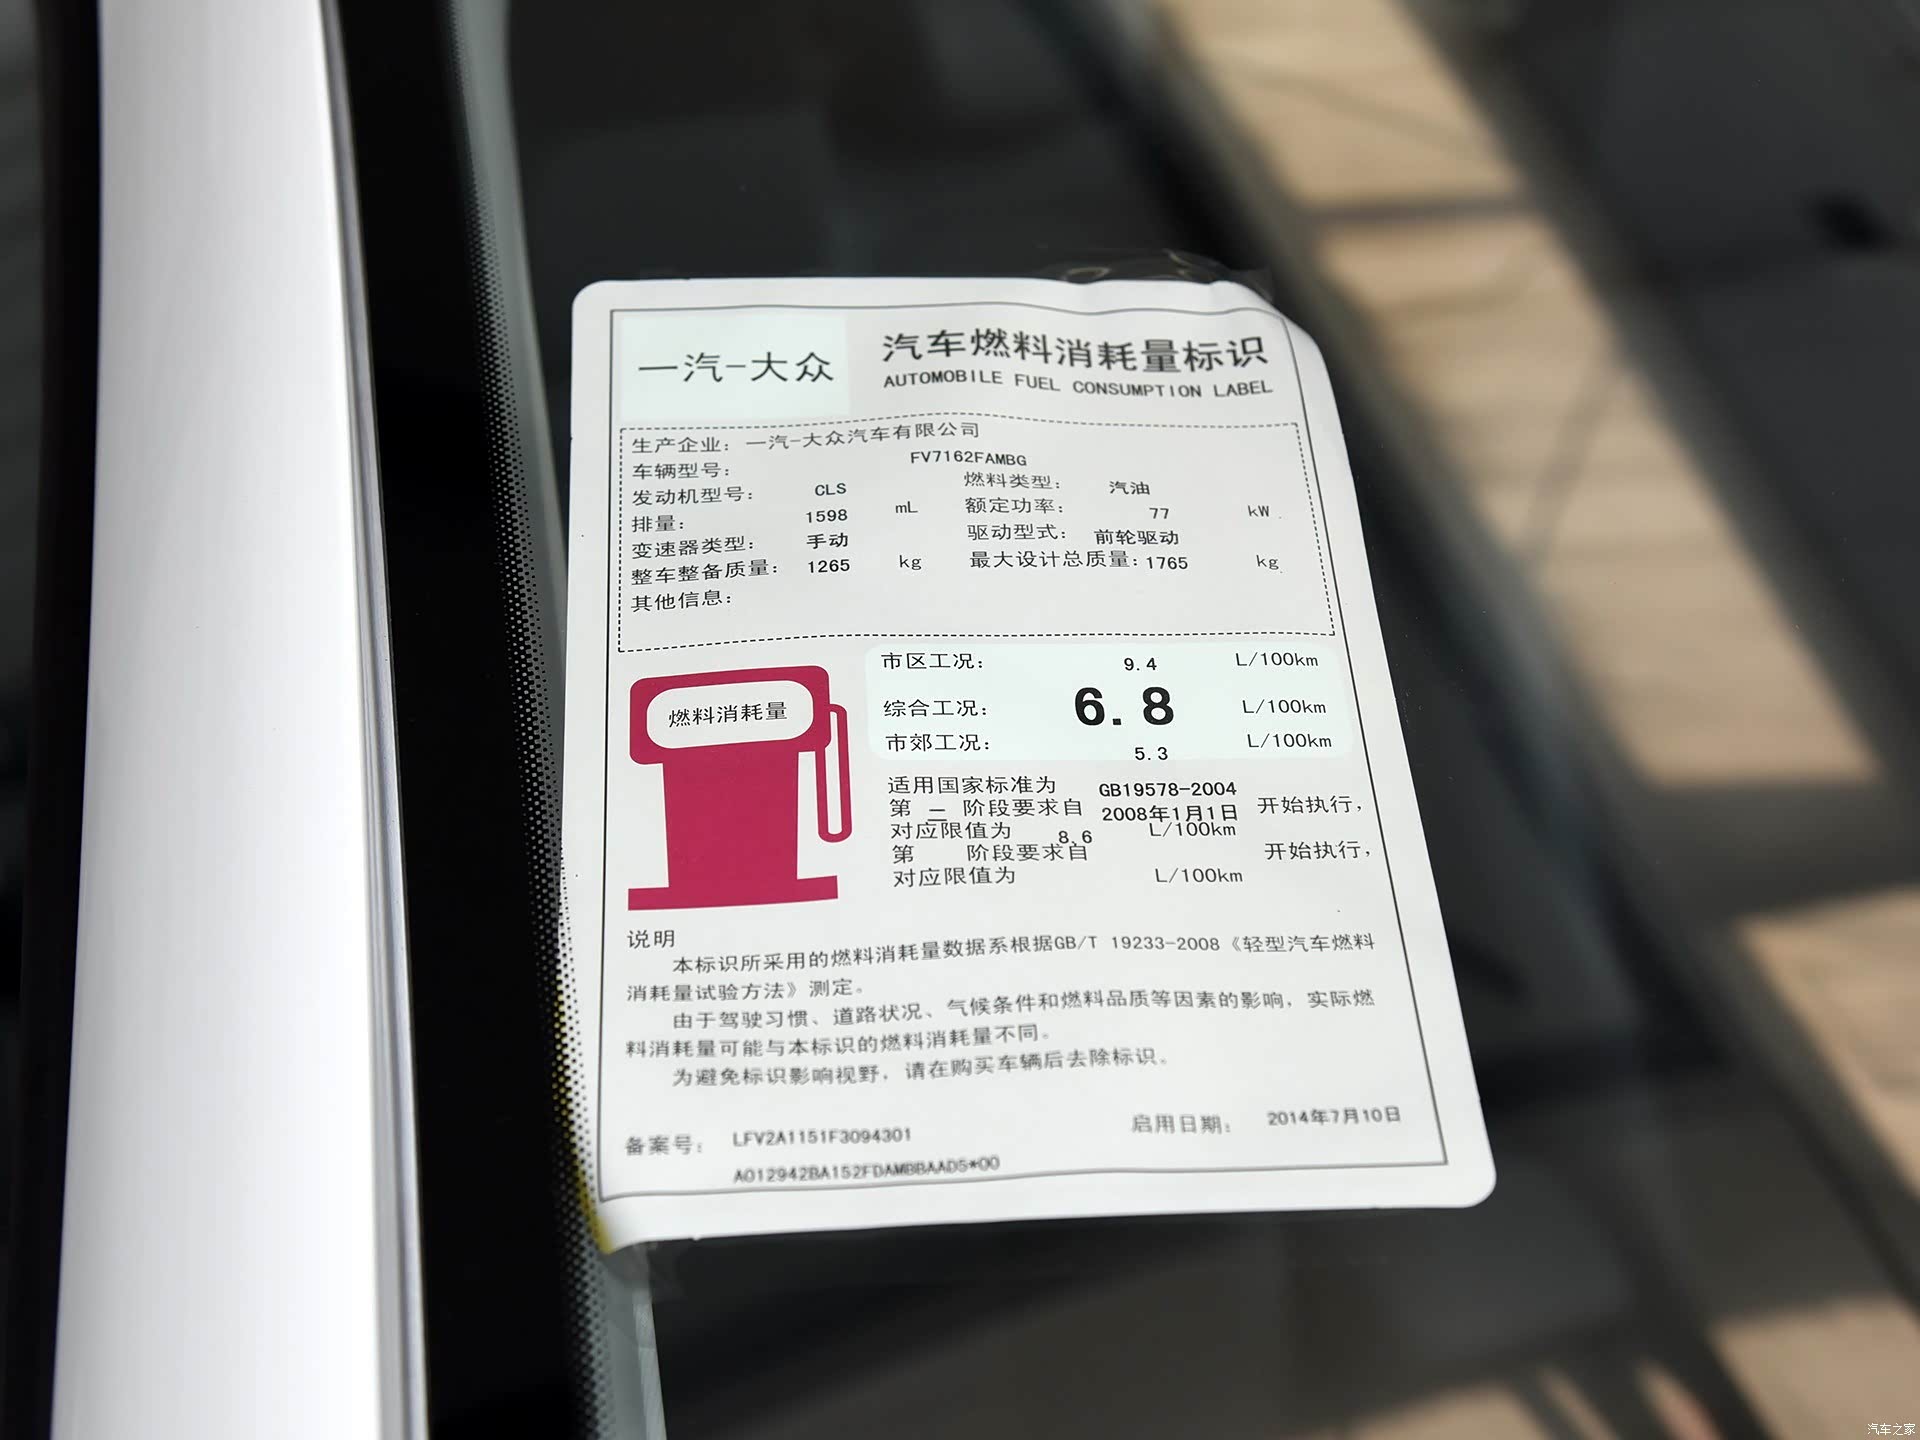 一汽-大众
汽车燃料消耗量标识
AUTOMOBILE FUEL CONSUMPTION LABEL
生产企业: 一汽-大众汽车有限公司
车辆型号: FV7162FAMBG
发动机型号: CLS 燃料类型: 汽油
排量: 1598 mL 额定功率: 77 kW
变速器类型: 手动 驱动型式: 前轮驱动
整车整备质量: 1265 kg 最大设计总质量: 1765 kg
其他信息:
燃料消耗量
市区工况: 9.4 L/100km
综合工况: 6.8 L/100km
市郊工况: 5.3 L/100km
适用国家标准为 GB19578-2004
第 二 阶段要求自 2008年1月1日 开始执行,
对应限值为 8.6 L/100km
第 阶段要求自 开始执行,
对应限值为 L/100km
说明
本标识所采用的燃料消耗量数据系根据GB/T 19233-2008《轻型汽车燃料
消耗量试验方法》测定。
由于驾驶习惯、道路状况、气候条件和燃料品质等因素的影响, 实际燃
料消耗量可能与本标识的燃料消耗量不同。
为避免标识影响视野, 请在购买车辆后去除标识。
备案号: LFV2A1151F3094301 启用日期: 2014年7月10日
A012942BA152FDAMBBAAD5*00
汽车之家